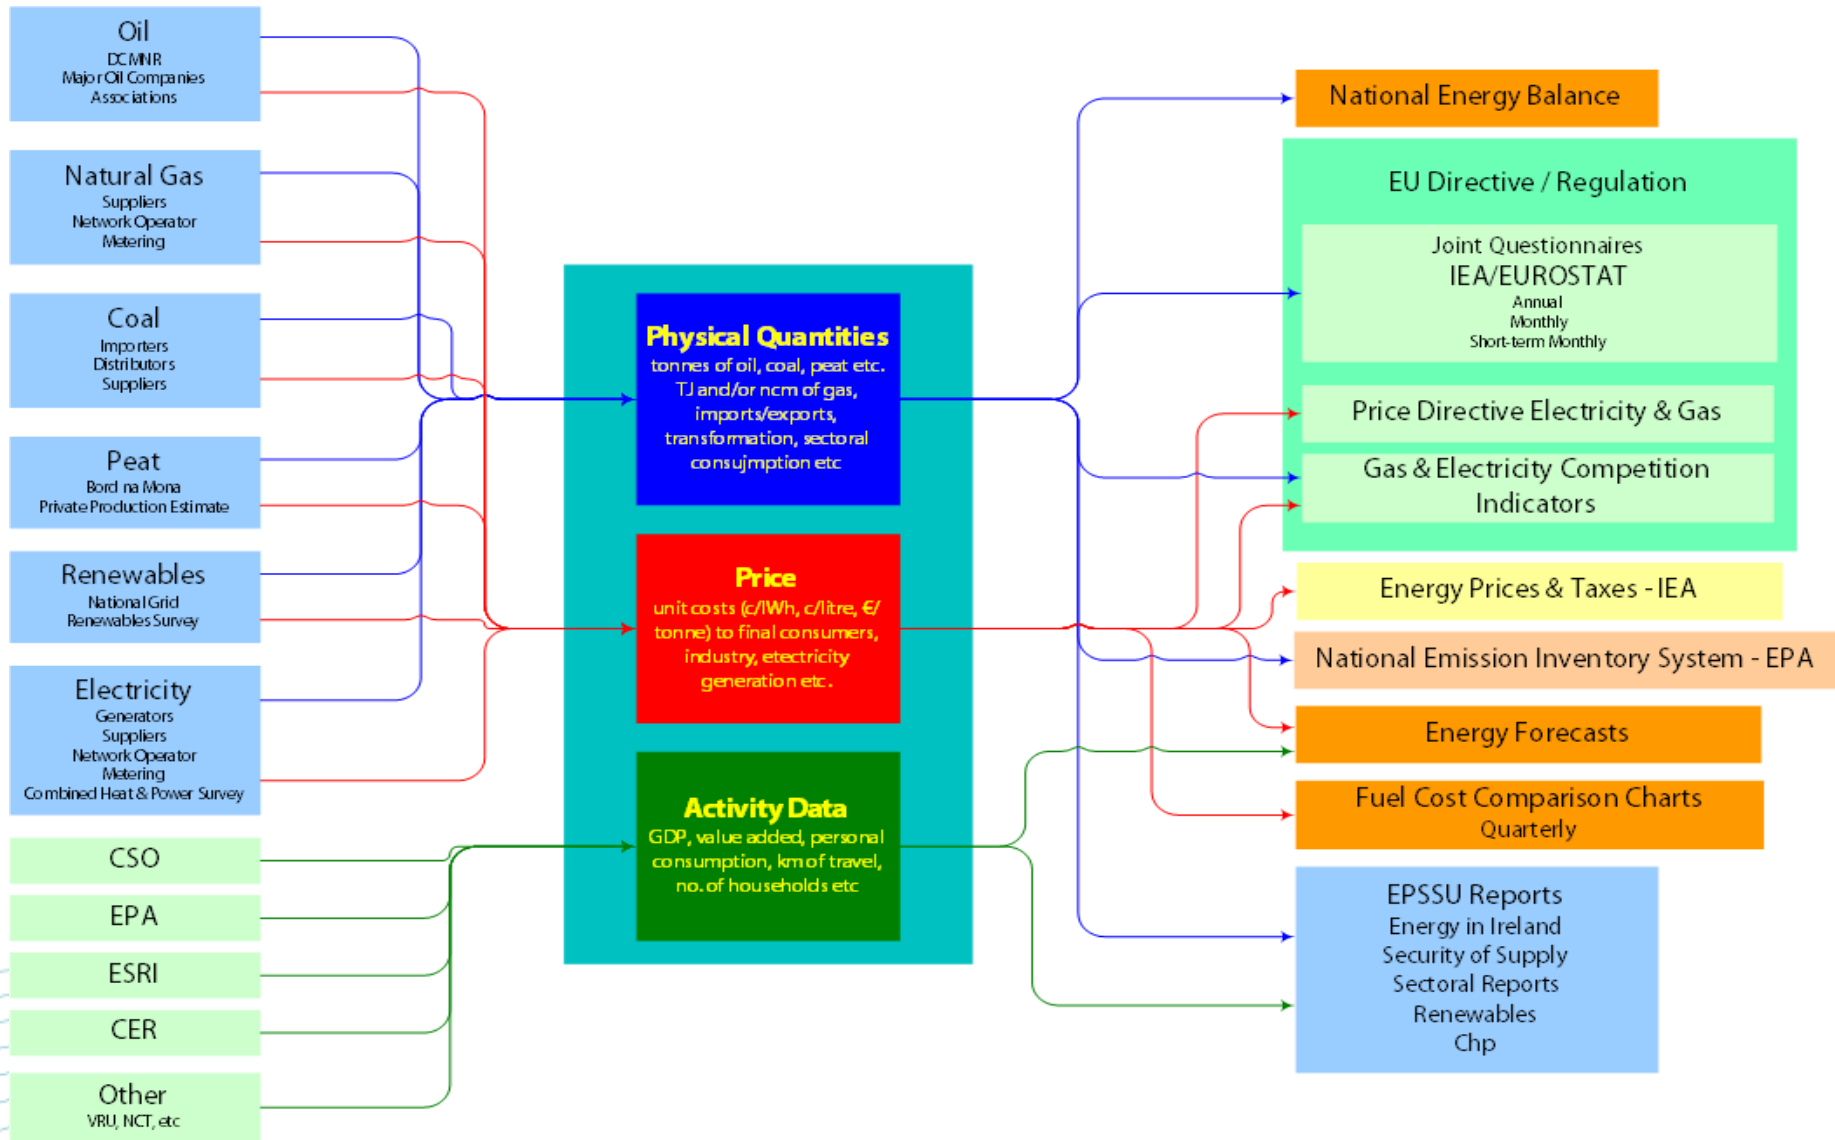 Oil
DCMNR
Major Oil Companies
Associations
Natural Gas
Suppliers
Network Operator
Metering
Coal
Importers
Distributors
Suppliers
Peat
Bord na Mona
Private Production Estimate
Renewables
National Grid
Renewables Survey
Electricity
Generators
Suppliers
Network Operator
Metering
Combined Heat & Power Survey
CSO
EPA
ESRI
CER
Other
VRU, NCT, etc
Physical Quantities
tonnes of oil, coal, peat etc.
TJ and/or ncm of gas,
imports/exports,
transformation, sectoral
consujmption etc
Price
unit costs (c/lWh, c/litre, €/
tonne) to final consumers,
industry, etectricity
generation etc.
Activity Data
GDP, value added, personal
consumption, km of travel,
no. of households etc
National Energy Balance
EU Directive / Regulation
Joint Questionnaires
IEA/EUROSTAT
Annual
Monthly
Short-term Monthly
Price Directive Electricity & Gas
Gas & Electricity Competition
Indicators
Energy Prices & Taxes - IEA
National Emission Inventory System - EPA
Energy Forecasts
Fuel Cost Comparison Charts
Quarterly
EPSSU Reports
Energy in Ireland
Security of Supply
Sectoral Reports
Renewables
Chp